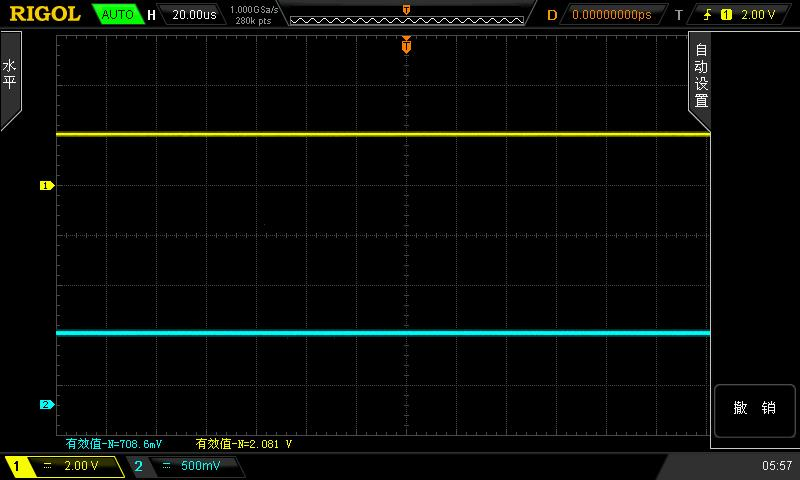 RIGOL AUTO H 20.00us 1.000GSa/s 280k pts T D 0.00000000ps T 1 2.00 V
水平
T
自动设置
1
2
撤 销
有效值-N=708.6mV 有效值-N=2.081 V
1 2.00 V 2 500mV 05:57